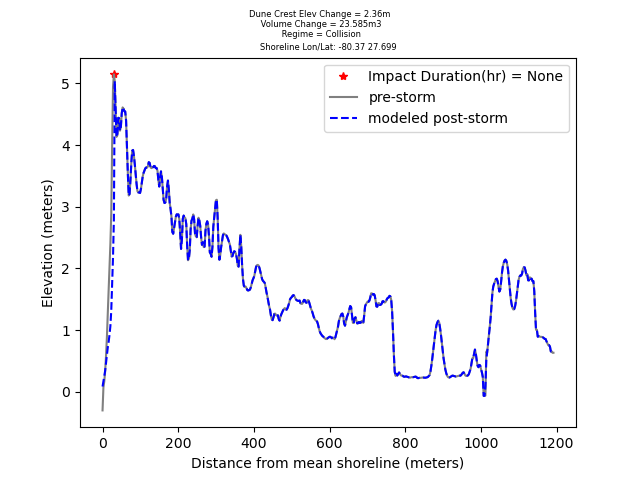 Dune Crest Elev Change = 2.36m
Volume Change = 23.585m3
Regime = Collision
Shoreline Lon/Lat: -80.37 27.699
Impact Duration(hr) = None
pre-storm
modeled post-storm
Elevation (meters)
5
4
3
2
1
0
0 200 400 600 800 1000 1200
Distance from mean shoreline (meters)